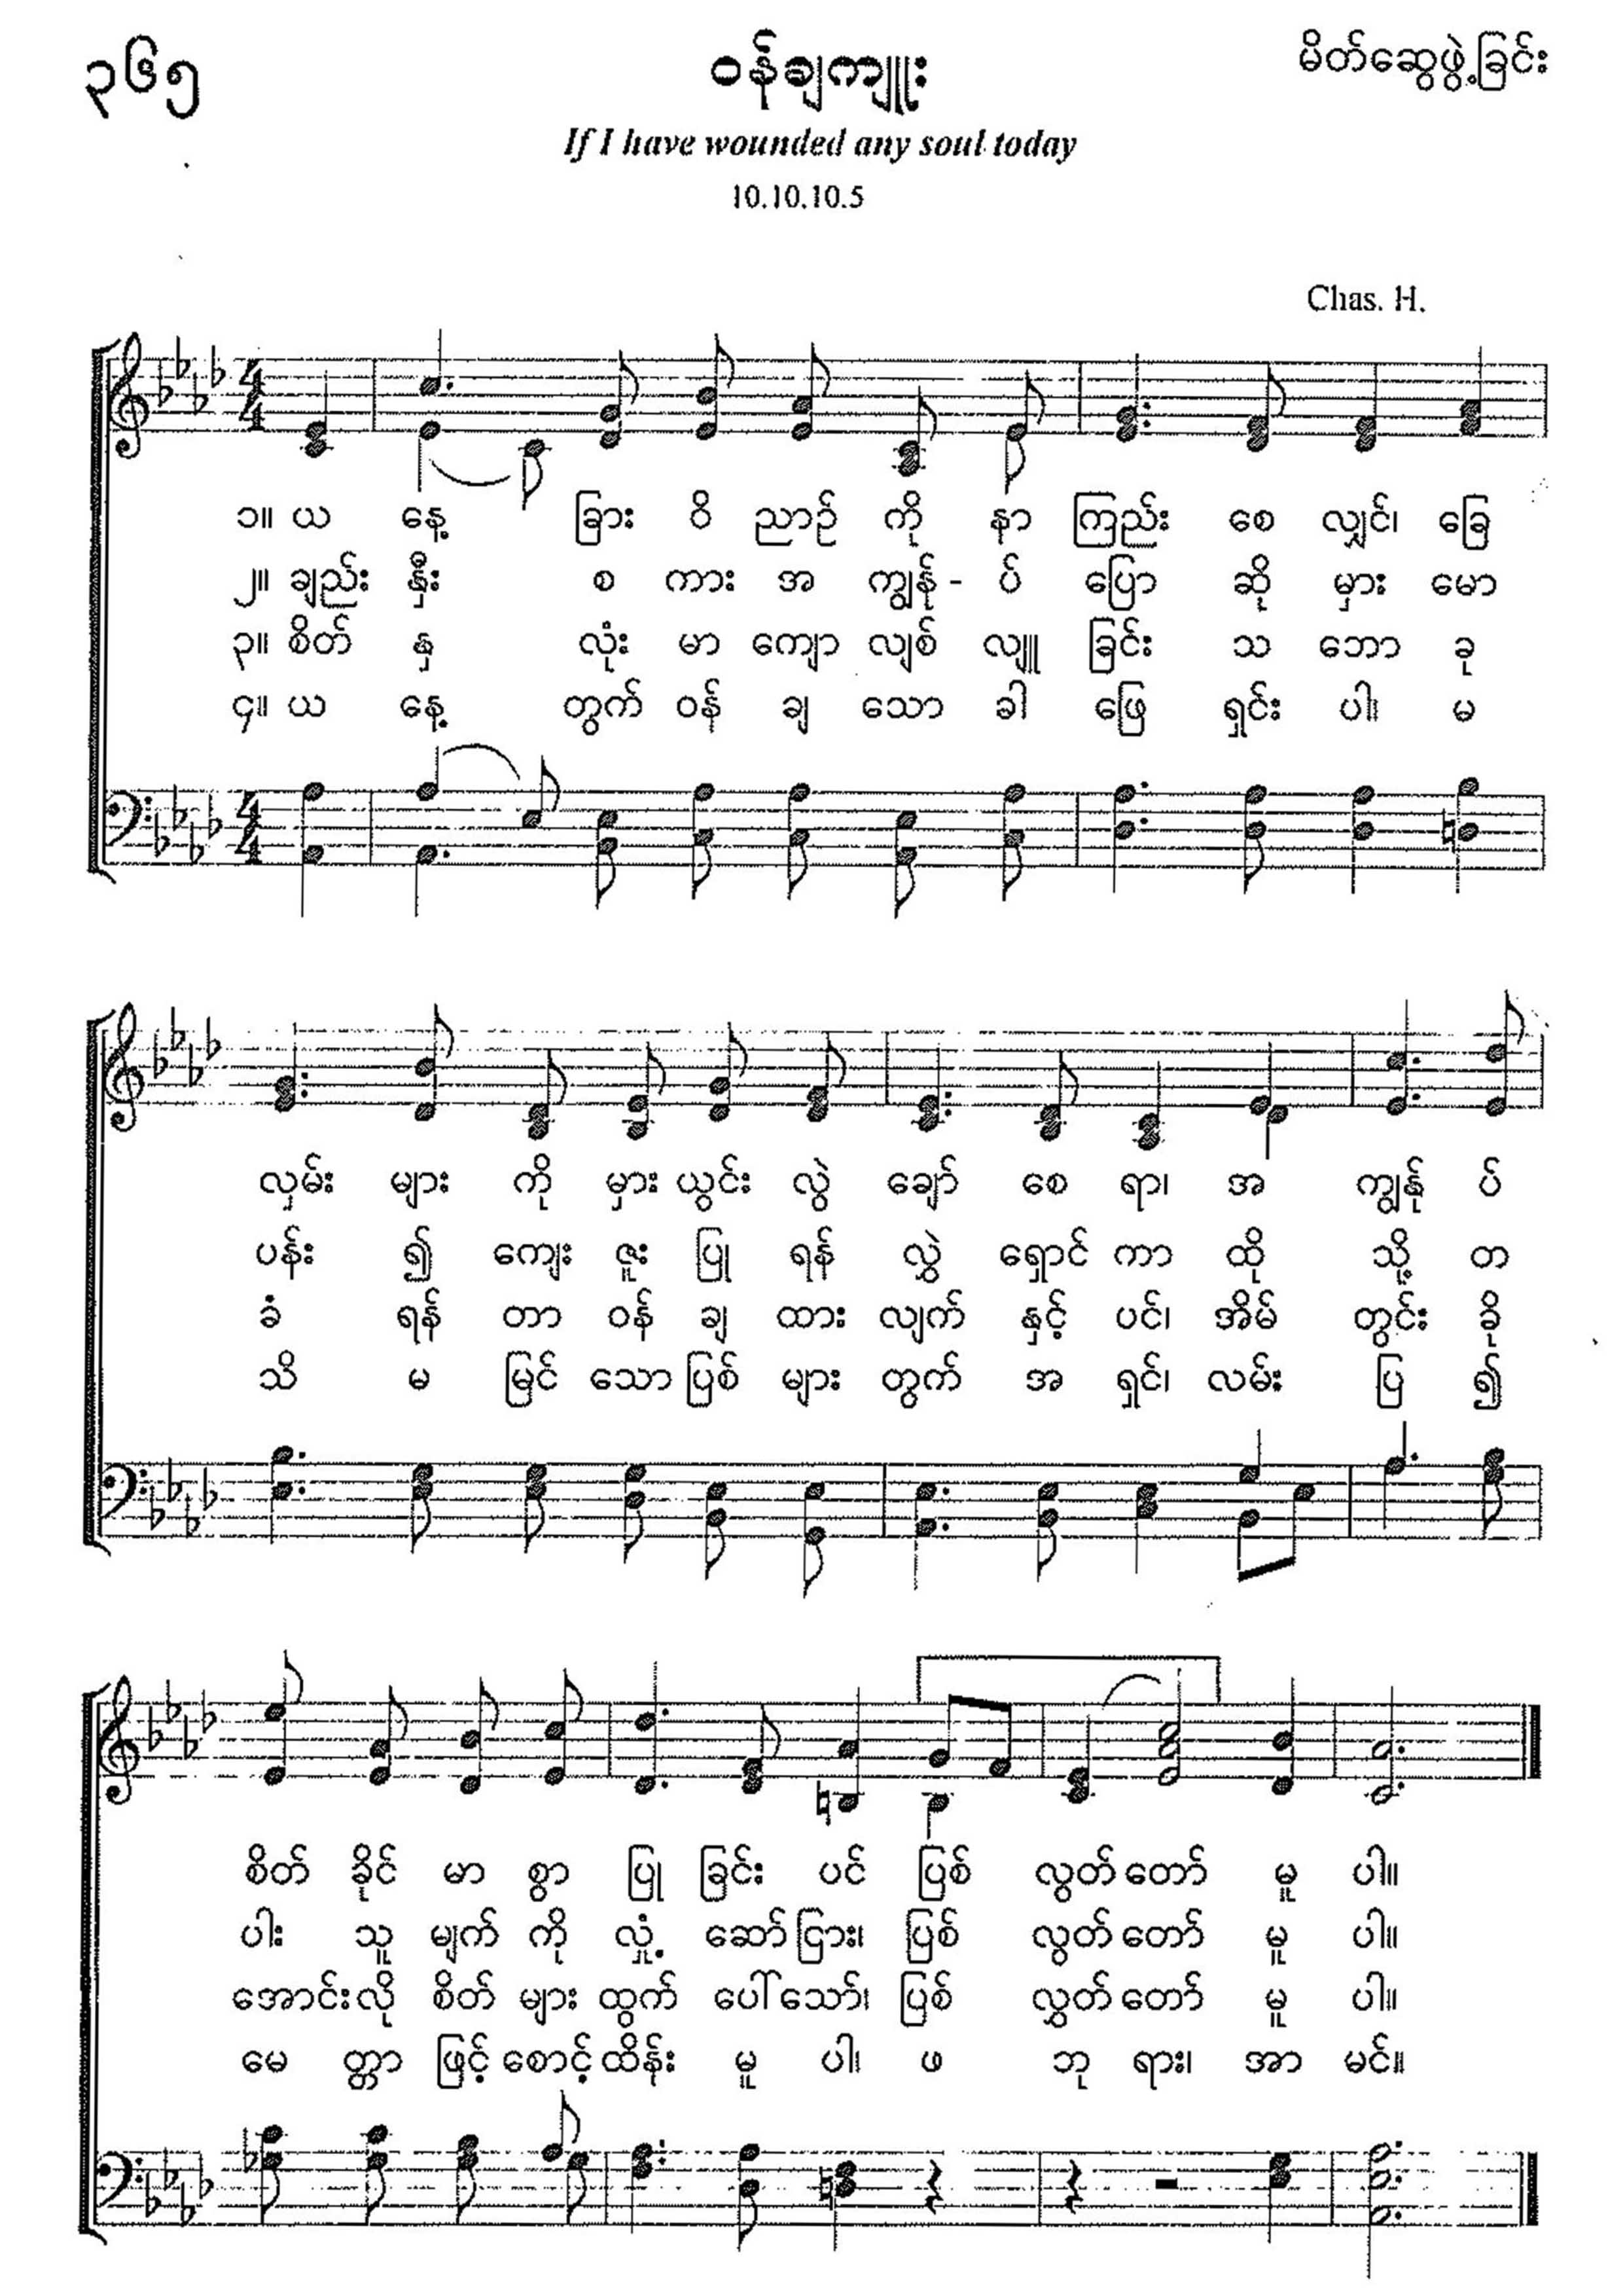 ၃၆၅
ဝန်ချကျူး
မိတ်ဆွေဖွဲ့ခြင်း
If I have wounded any soul today
10.10.10.5
Chas. H.
၁။ ယ နေ့ ခြား ဝိ ညာဉ် ကို နာ ကြည်း စေ လျှင်၊ ခြေ
၂။ ချည်း နှီး စ ကား အ ကျွန် - ပ် ပြော ဆို မှား မော
၃။ စိတ် နှ လုံး မာ ကျော လျစ် လျူ ခြင်း သ ဘော ခု
၄။ ယ နေ့ တွက် ဝန် ချ သော ခါ ဖြေ ရှင်း ပါ၊ မ
လှမ်း များ ကို မှား ယွင်း လွဲ ချော် စေ ရာ၊ အ ကျွန်ု ပ်
ပန်း ၍ ကျေး ဇူး ပြု ရန် လွှဲ ရှောင် ကာ ထို သို့ တ
ခံ ရန် တာ ဝန် ချ ထား လျက် နှင့် ပင်၊ အိမ် တွင်း ခို
သိ မ မြင် သော ပြစ် များ တွက် အ ရှင်၊ လမ်း ပြ ၍
စိတ် ခိုင် မာ စွာ ပြု ခြင်း ပင် ပြစ် လွတ် တော် မူ ပါ။
ပါး သူ မျက် ကို လှုံ့ ဆော် ငြား၊ ပြစ် လွတ် တော် မူ ပါ။
အောင်း လို စိတ် များ ထွက် ပေါ် သော်၊ ပြစ် လွှတ် တော် မူ ပါ။
မေ တ္တာ ဖြင့် စောင့် ထိန်း မူ ပါ၊ ဖ ဘု ရား၊ အာ မင်။